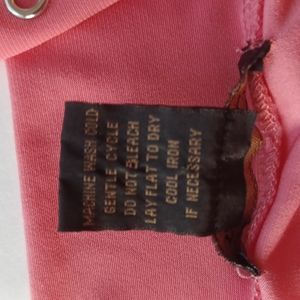 MACHINE WASH COLD
GENTLE CYCLE
DO NOT BLEACH
LAY FLAT TO DRY
COOL IRON
IF NECESSARY